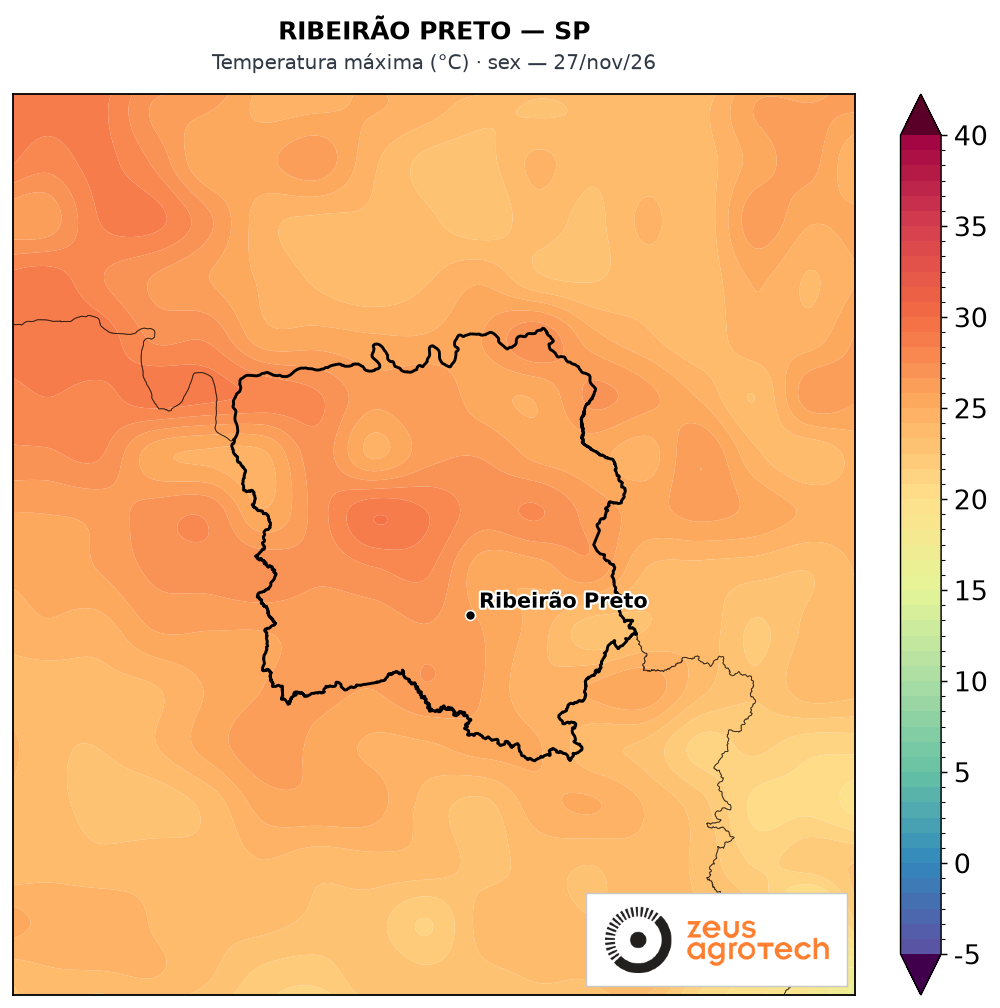 RIBEIRÃO PRETO — SP
Temperatura máxima (°C) · sex — 27/nov/26
40
35
30
25
20
15
10
5
0
-5
Ribeirão Preto
zeus
agrotech